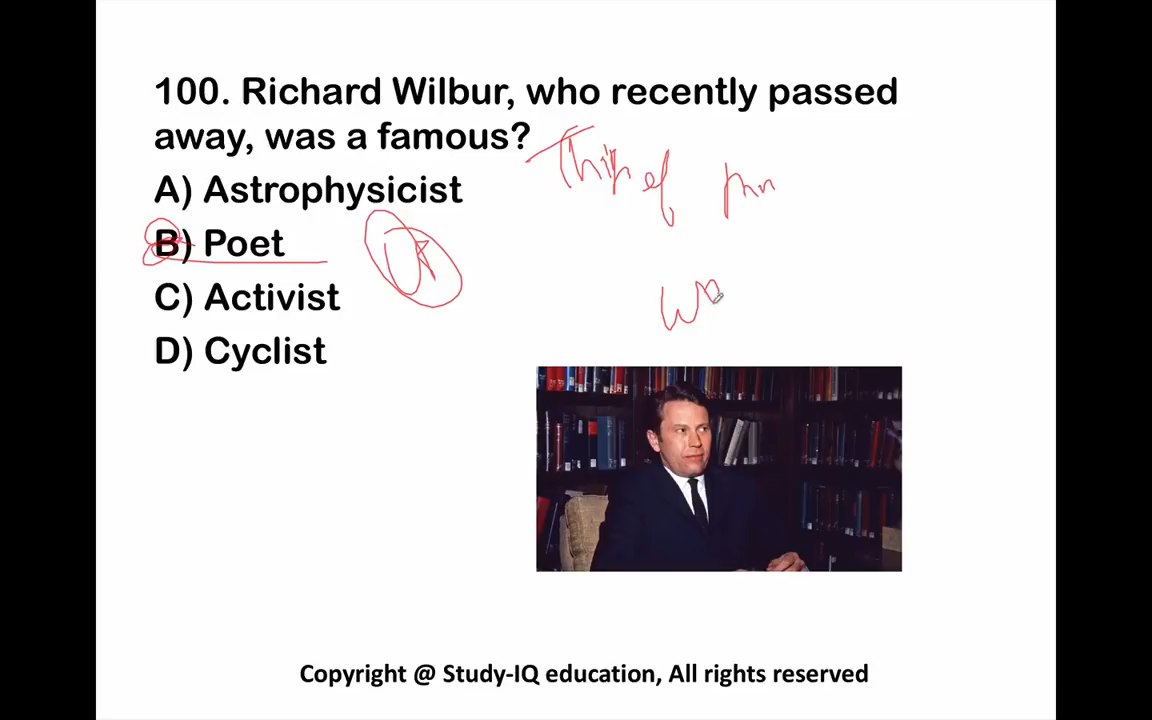 100. Richard Wilbur, who recently passed
away, was a famous?
A) Astrophysicist
B) Poet
C) Activist
D) Cyclist
Copyright @ Study-IQ education, All rights reserved